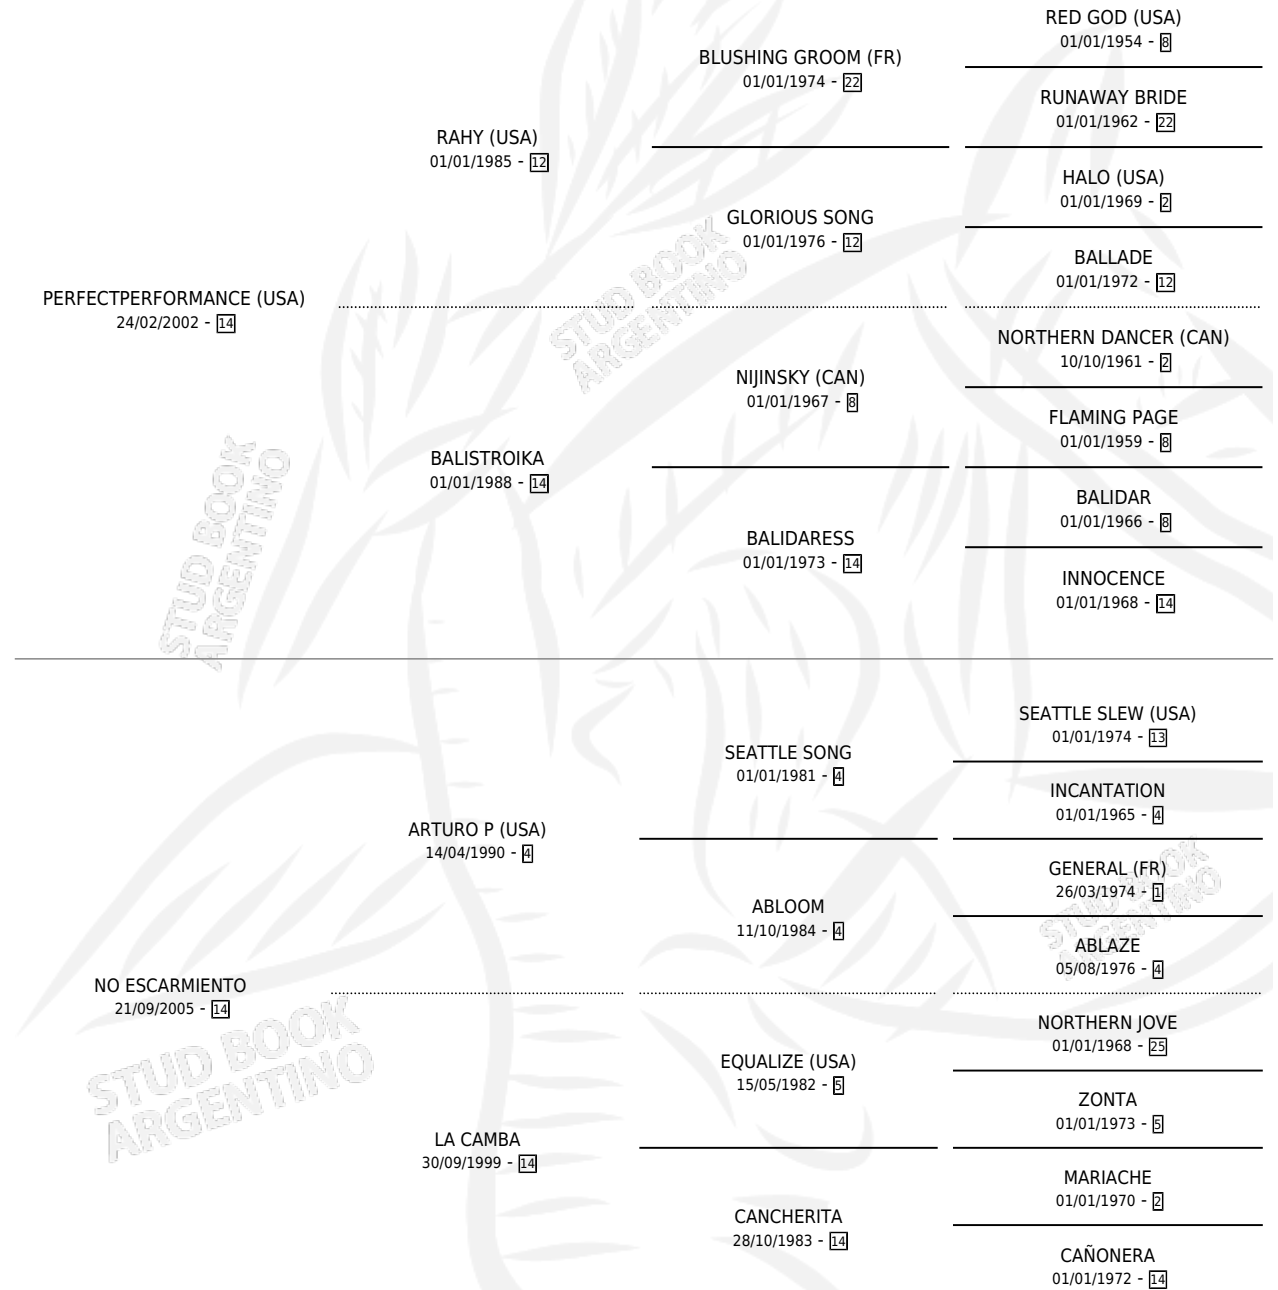 RED GOD (USA)
01/01/1954 - 8
BLUSHING GROOM (FR)
01/01/1974 - 22
RUNAWAY BRIDE
01/01/1962 - 22
RAHY (USA)
01/01/1985 - 12
HALO (USA)
01/01/1969 - 2
GLORIOUS SONG
01/01/1976 - 12
BALLADE
01/01/1972 - 12
PERFECTPERFORMANCE (USA)
24/02/2002 - 14
NORTHERN DANCER (CAN)
10/10/1961 - 2
NIJINSKY (CAN)
01/01/1967 - 8
FLAMING PAGE
01/01/1959 - 8
BALISTROIKA
01/01/1988 - 14
BALIDAR
01/01/1966 - 8
BALIDARESS
01/01/1973 - 14
INNOCENCE
01/01/1968 - 14
STUD BOOK
ARGENTINO
STUD BOOK
ARGENTINO
SEATTLE SLEW (USA)
01/01/1974 - 13
SEATTLE SONG
01/01/1981 - 4
INCANTATION
01/01/1965 - 4
ARTURO P (USA)
14/04/1990 - 4
GENERAL (FR)
26/03/1974 - 1
ABLOOM
11/10/1984 - 4
ABLAZE
05/08/1976 - 4
NO ESCARMIENTO
21/09/2005 - 14
NORTHERN JOVE
01/01/1968 - 25
EQUALIZE (USA)
15/05/1982 - 5
ZONTA
01/01/1973 - 5
LA CAMBA
30/09/1999 - 14
MARIACHE
01/01/1970 - 2
CANCHERITA
28/10/1983 - 14
CAÑONERA
01/01/1972 - 14
STUD BOOK
ARGENTINO
STUD BOOK
ARGENTINO